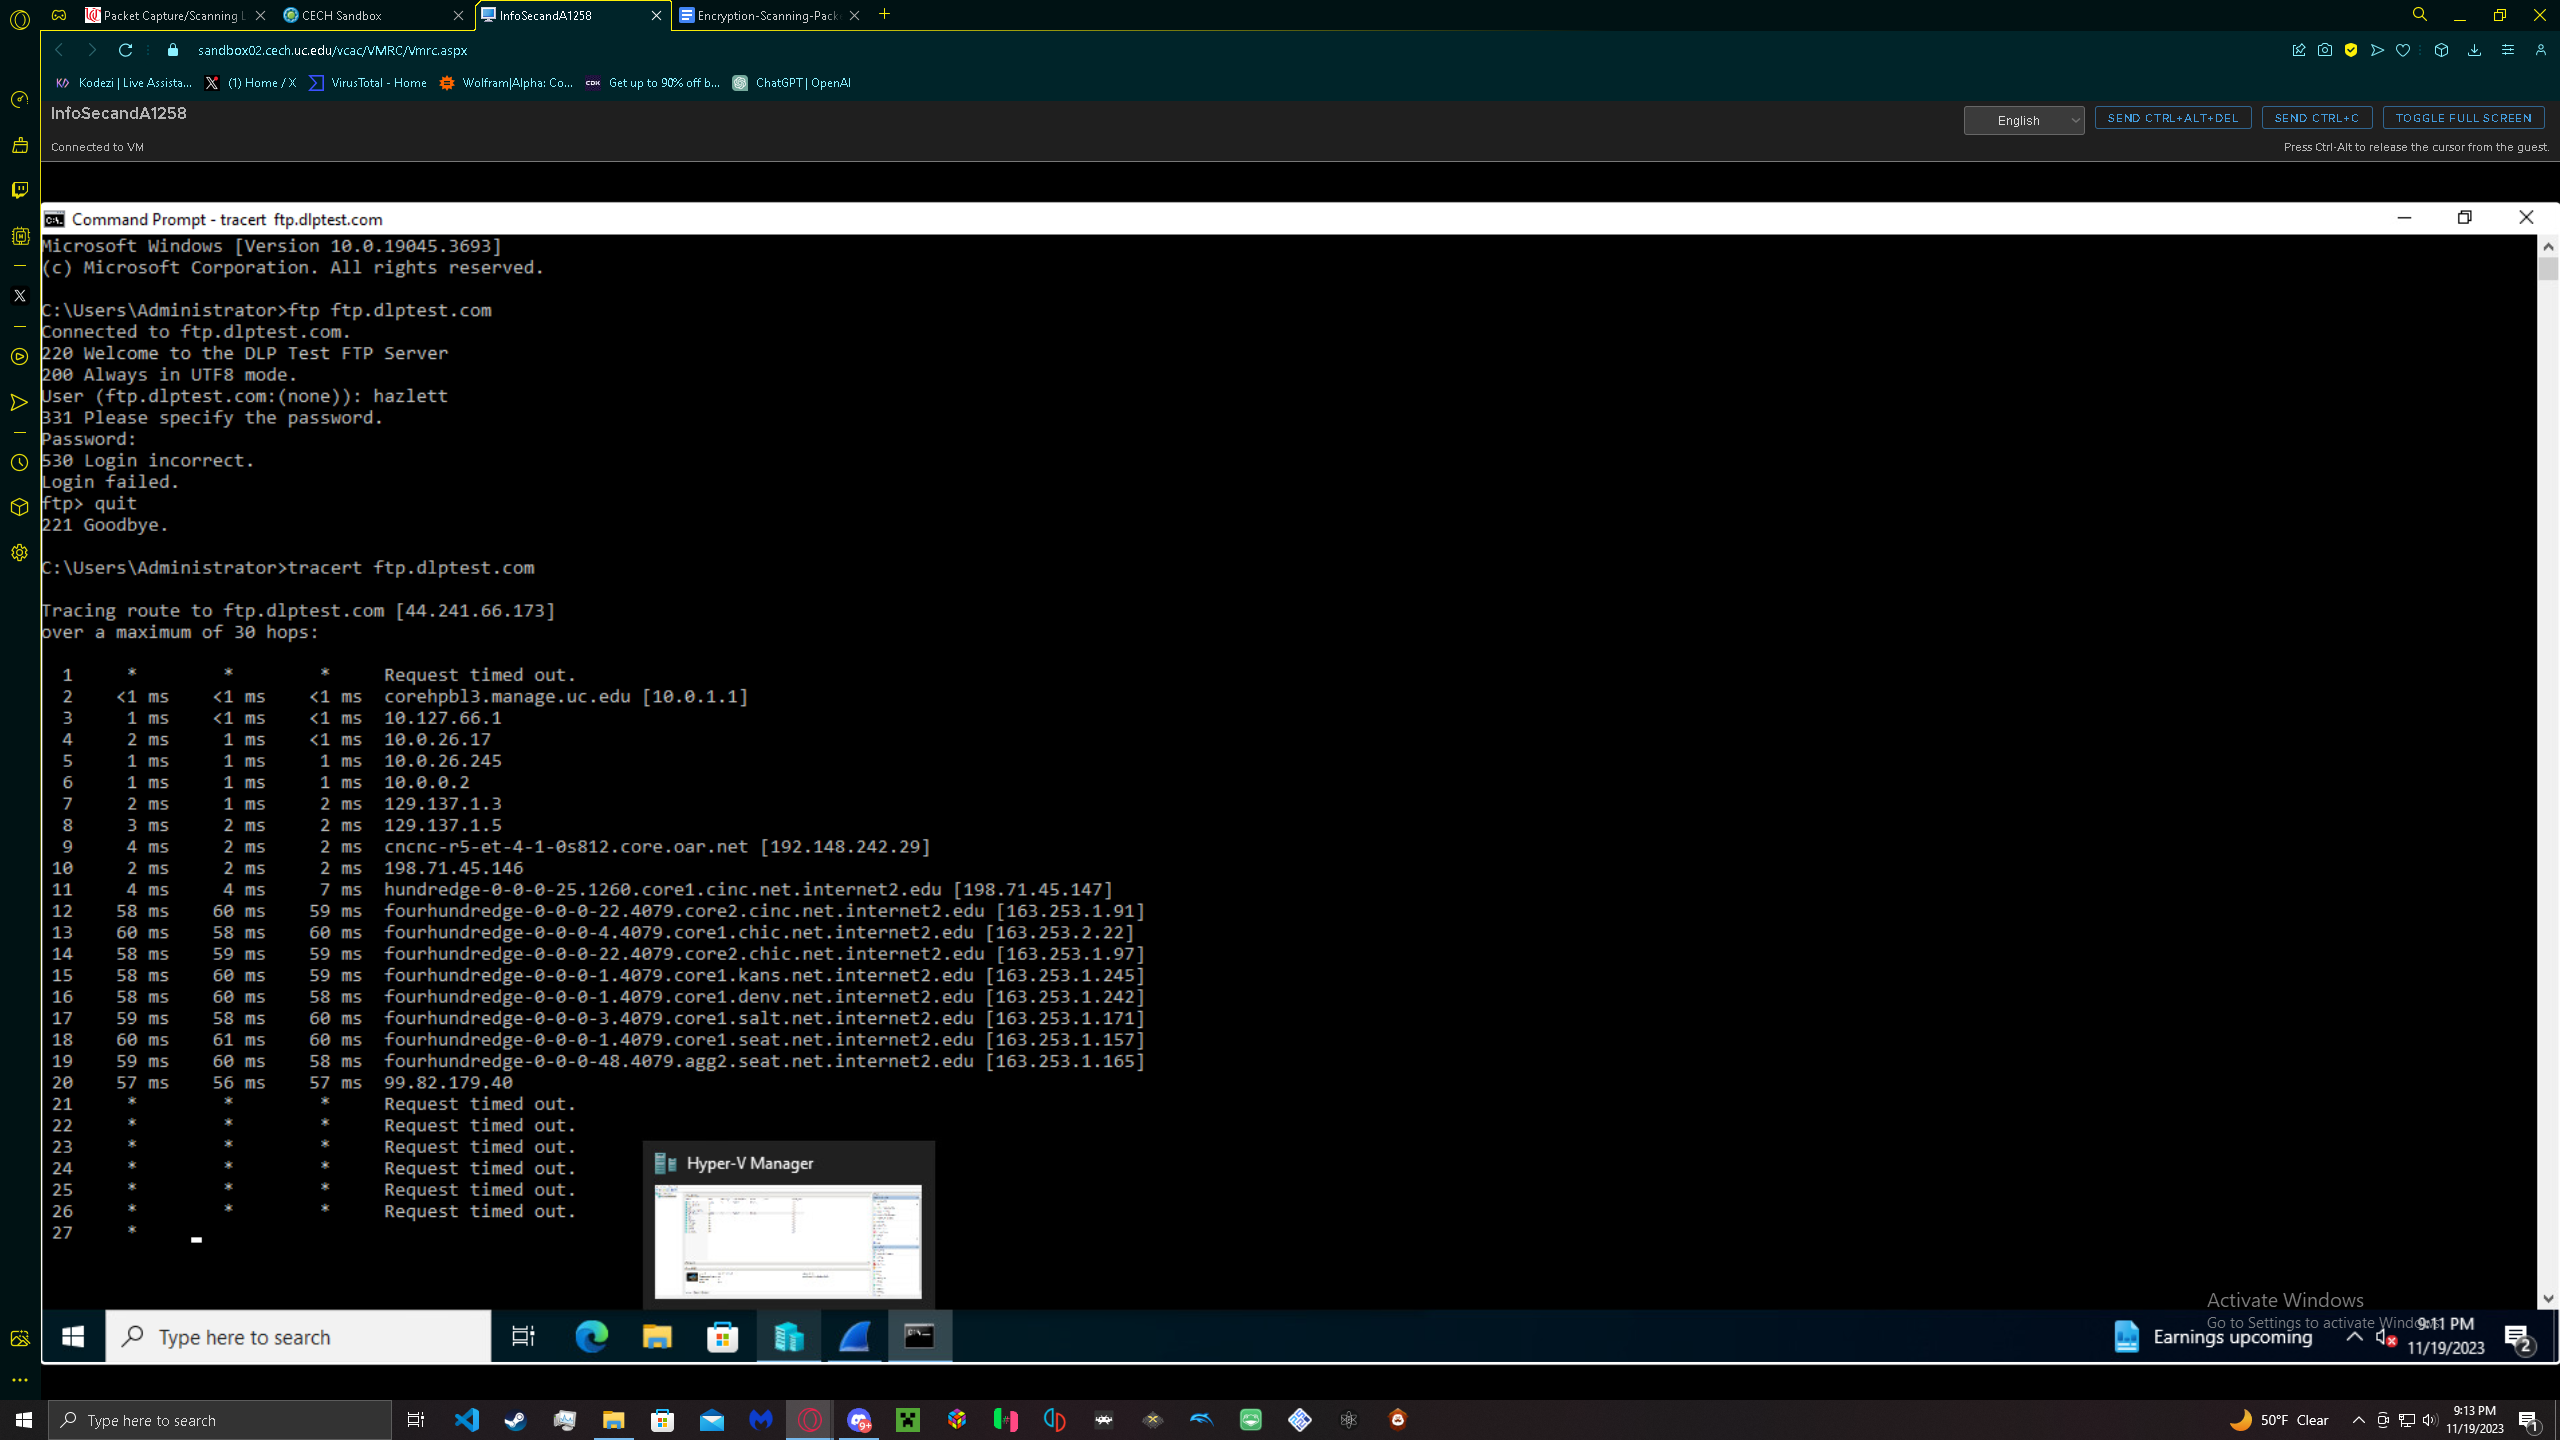 Packet Capture/Scanning L
CECH Sandbox
InfoSecandA1258
Encryption-Scanning-Pack
sandbox02.cech.uc.edu/vcac/VMRC/Vmrc.aspx
Kodezi | Live Assista...
(1) Home / X
VirusTotal - Home
Wolfram|Alpha: Co...
CDK
Get up to 90% off b...
ChatGPT | OpenAI
InfoSecandA1258
English
SEND CTRL+ALT+DEL
SEND CTRL+C
TOGGLE FULL SCREEN
Connected to VM
Press Ctrl-Alt to release the cursor from the guest.
Command Prompt - tracert ftp.dlptest.com
Microsoft Windows [Version 10.0.19045.3693]
(c) Microsoft Corporation. All rights reserved.
C:\Users\Administrator>ftp ftp.dlptest.com
Connected to ftp.dlptest.com.
220 Welcome to the DLP Test FTP Server
200 Always in UTF8 mode.
User (ftp.dlptest.com:(none)): hazlett
331 Please specify the password.
Password:
530 Login incorrect.
Login failed.
ftp> quit
221 Goodbye.
C:\Users\Administrator>tracert ftp.dlptest.com
Tracing route to ftp.dlptest.com [44.241.66.173]
over a maximum of 30 hops:
1 * * * Request timed out.
2 <1 ms <1 ms <1 ms corehpbl3.manage.uc.edu [10.0.1.1]
3 1 ms <1 ms <1 ms 10.127.66.1
4 2 ms 1 ms <1 ms 10.0.26.17
5 1 ms 1 ms 1 ms 10.0.26.245
6 1 ms 1 ms 1 ms 10.0.0.2
7 2 ms 1 ms 2 ms 129.137.1.3
8 3 ms 2 ms 2 ms 129.137.1.5
9 4 ms 2 ms 2 ms cncnc-r5-et-4-1-0s812.core.oar.net [192.148.242.29]
10 2 ms 2 ms 2 ms 198.71.45.146
11 4 ms 4 ms 7 ms hundredge-0-0-0-25.1260.core1.cinc.net.internet2.edu [198.71.45.147]
12 58 ms 60 ms 59 ms fourhundredge-0-0-0-22.4079.core2.cinc.net.internet2.edu [163.253.1.91]
13 60 ms 58 ms 60 ms fourhundredge-0-0-0-4.4079.core1.chic.net.internet2.edu [163.253.2.22]
14 58 ms 59 ms 59 ms fourhundredge-0-0-0-22.4079.core2.chic.net.internet2.edu [163.253.1.97]
15 58 ms 60 ms 59 ms fourhundredge-0-0-0-1.4079.core1.kans.net.internet2.edu [163.253.1.245]
16 58 ms 60 ms 58 ms fourhundredge-0-0-0-1.4079.core1.denv.net.internet2.edu [163.253.1.242]
17 59 ms 58 ms 60 ms fourhundredge-0-0-0-3.4079.core1.salt.net.internet2.edu [163.253.1.171]
18 60 ms 61 ms 60 ms fourhundredge-0-0-0-1.4079.core1.seat.net.internet2.edu [163.253.1.157]
19 59 ms 60 ms 58 ms fourhundredge-0-0-0-48.4079.agg2.seat.net.internet2.edu [163.253.1.165]
20 57 ms 56 ms 57 ms 99.82.179.40
21 * * * Request timed out.
22 * * * Request timed out.
23 * * * Request timed out.
24 * * * Request timed out.
25 * * * Request timed out.
26 * * * Request timed out.
27 *
Hyper-V Manager
Activate Windows
Go to Settings to activate Windows.
Type here to search
Earnings upcoming
9:11 PM
11/19/2023
2
Type here to search
9+
50°F Clear
9:13 PM
11/19/2023
1